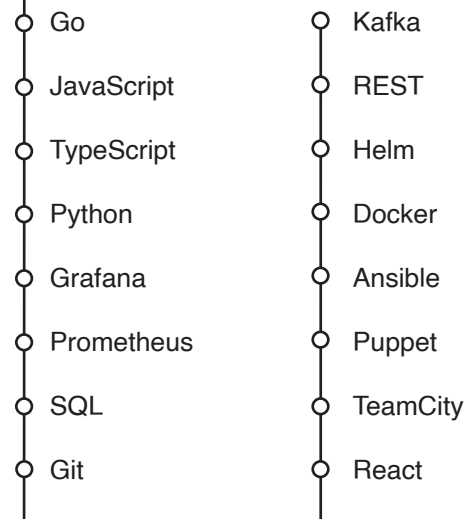 Go
JavaScript
TypeScript
Python
Grafana
Prometheus
SQL
Git
Kafka
REST
Helm
Docker
Ansible
Puppet
TeamCity
React